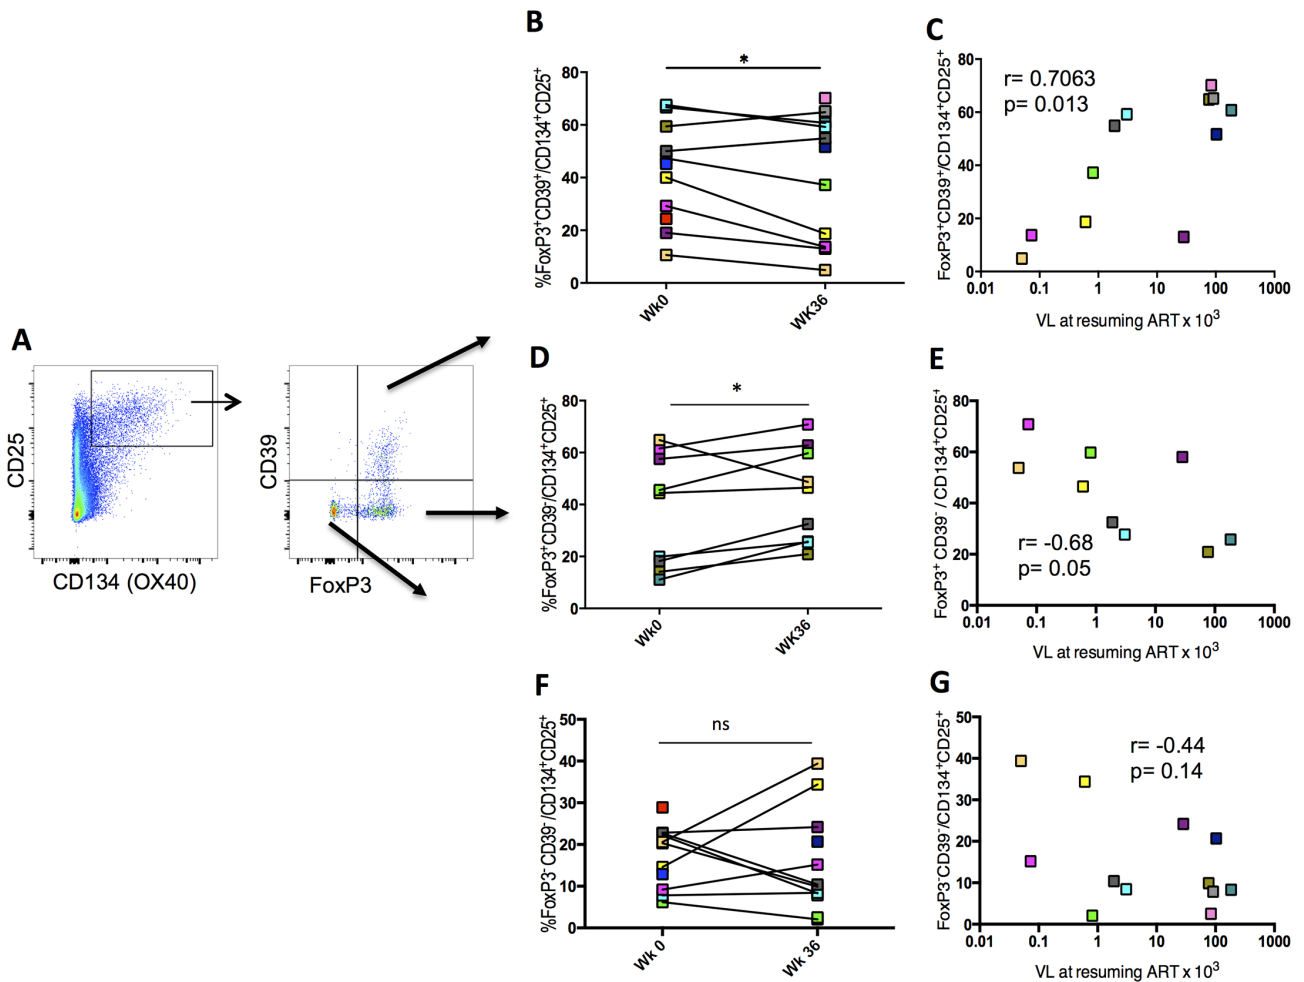 A
CD25
CD134 (OX40)
CD39
FoxP3
B
%FoxP3⁺CD39⁺/CD134⁺CD25⁺
*
80
60
40
20
0
Wk0
WK36
C
FoxP3⁺CD39⁺/CD134⁺CD25⁺
r= 0.7063
p= 0.013
80
60
40
20
0
0.01
0.1
1
10
100
1000
VL at resuming ART x 10³
D
%FoxP3⁺CD39⁻/CD134⁺CD25⁺
*
80
60
40
20
0
Wk0
WK36
E
FoxP3⁺ CD39⁻ / CD134⁺CD25⁺
r= -0.68
p= 0.05
80
60
40
20
0
0.01
0.1
1
10
100
1000
VL at resuming ART x 10³
F
%FoxP3⁻ CD39⁻/CD134⁺CD25⁺
ns
50
40
30
20
10
0
Wk 0
Wk 36
G
FoxP3⁻CD39⁻/CD134⁺CD25⁺
r= -0.44
p= 0.14
50
40
30
20
10
0
0.01
0.1
1
10
100
1000
VL at resuming ART x 10³